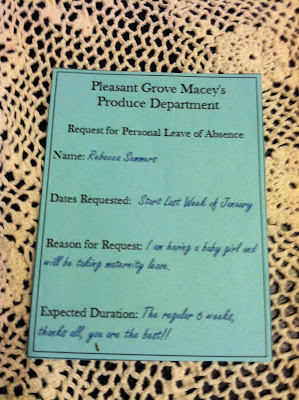 Pleasant Grove Macey's
Produce Department
Request for Personal Leave of Absence
Name: Rebecca Sommers
Dates Requested: Start Last Week of January
Reason for Request: I am having a baby girl and
will be taking maternity leave.
Expected Duration: The regular 6 weeks,
thanks all, you are the best!!